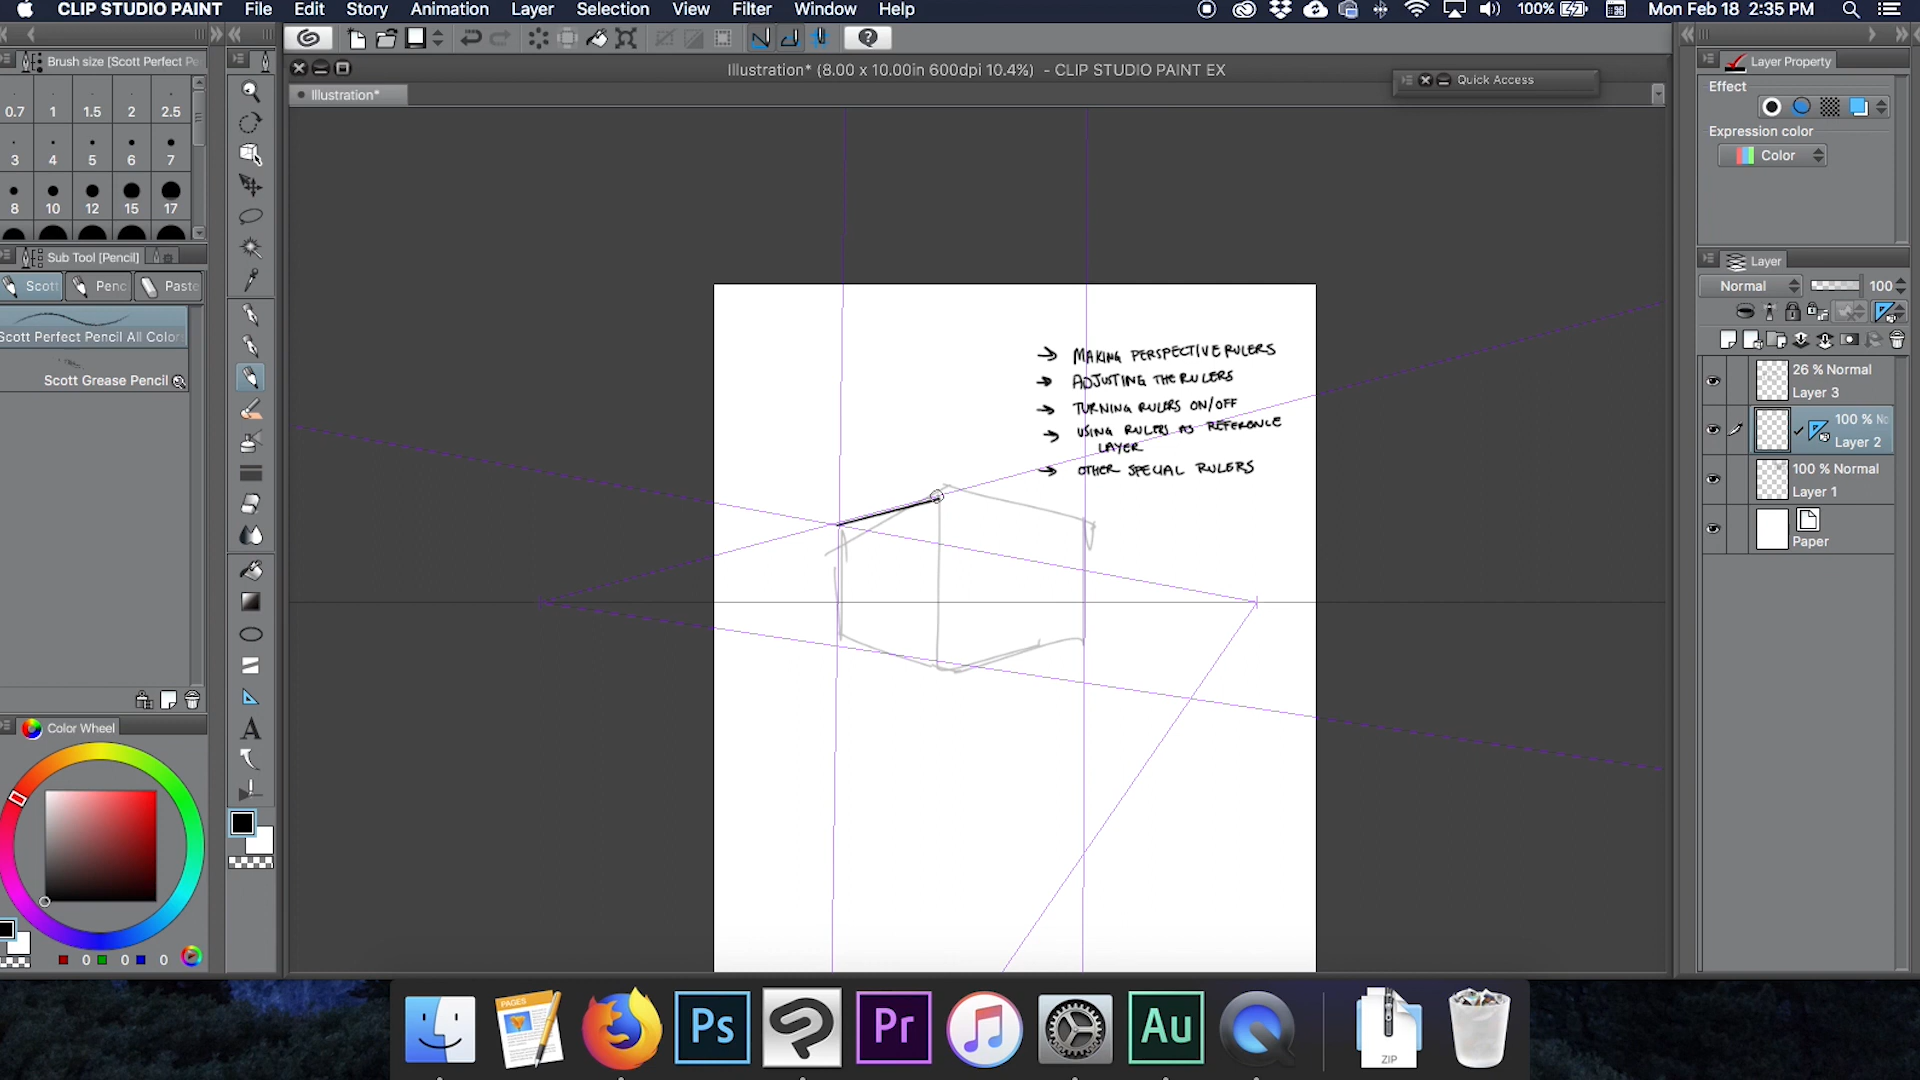 CLIP STUDIO PAINT File Edit Story Animation Layer Selection View Filter Window Help 100% Mon Feb 18 2:35 PM
Brush size [Scott Perfect Pe
Illustration* (8.00 x 10.00in 600dpi 10.4%) - CLIP STUDIO PAINT EX
Quick Access
Illustration*
0.7 1 1.5 2 2.5
3 4 5 6 7
8 10 12 15 17
Sub Tool [Pencil]
Scott Penc Paste
Scott Perfect Pencil All Color
Scott Grease Pencil
Color Wheel
0 0 0
→ MAKING PERSPECTIVE RULERS
→ ADJUSTING THE RULERS
→ TURNING RULERS ON/OFF
→ USING RULERS AS REFERENCE
LAYER
→ OTHER SPECIAL RULERS
Layer Property
Effect
Expression color
Color
Layer
Normal 100
26 % Normal
Layer 3
100 % No
Layer 2
100 % Normal
Layer 1
Paper
PAGES
Ps
Pr
Au
ZIP